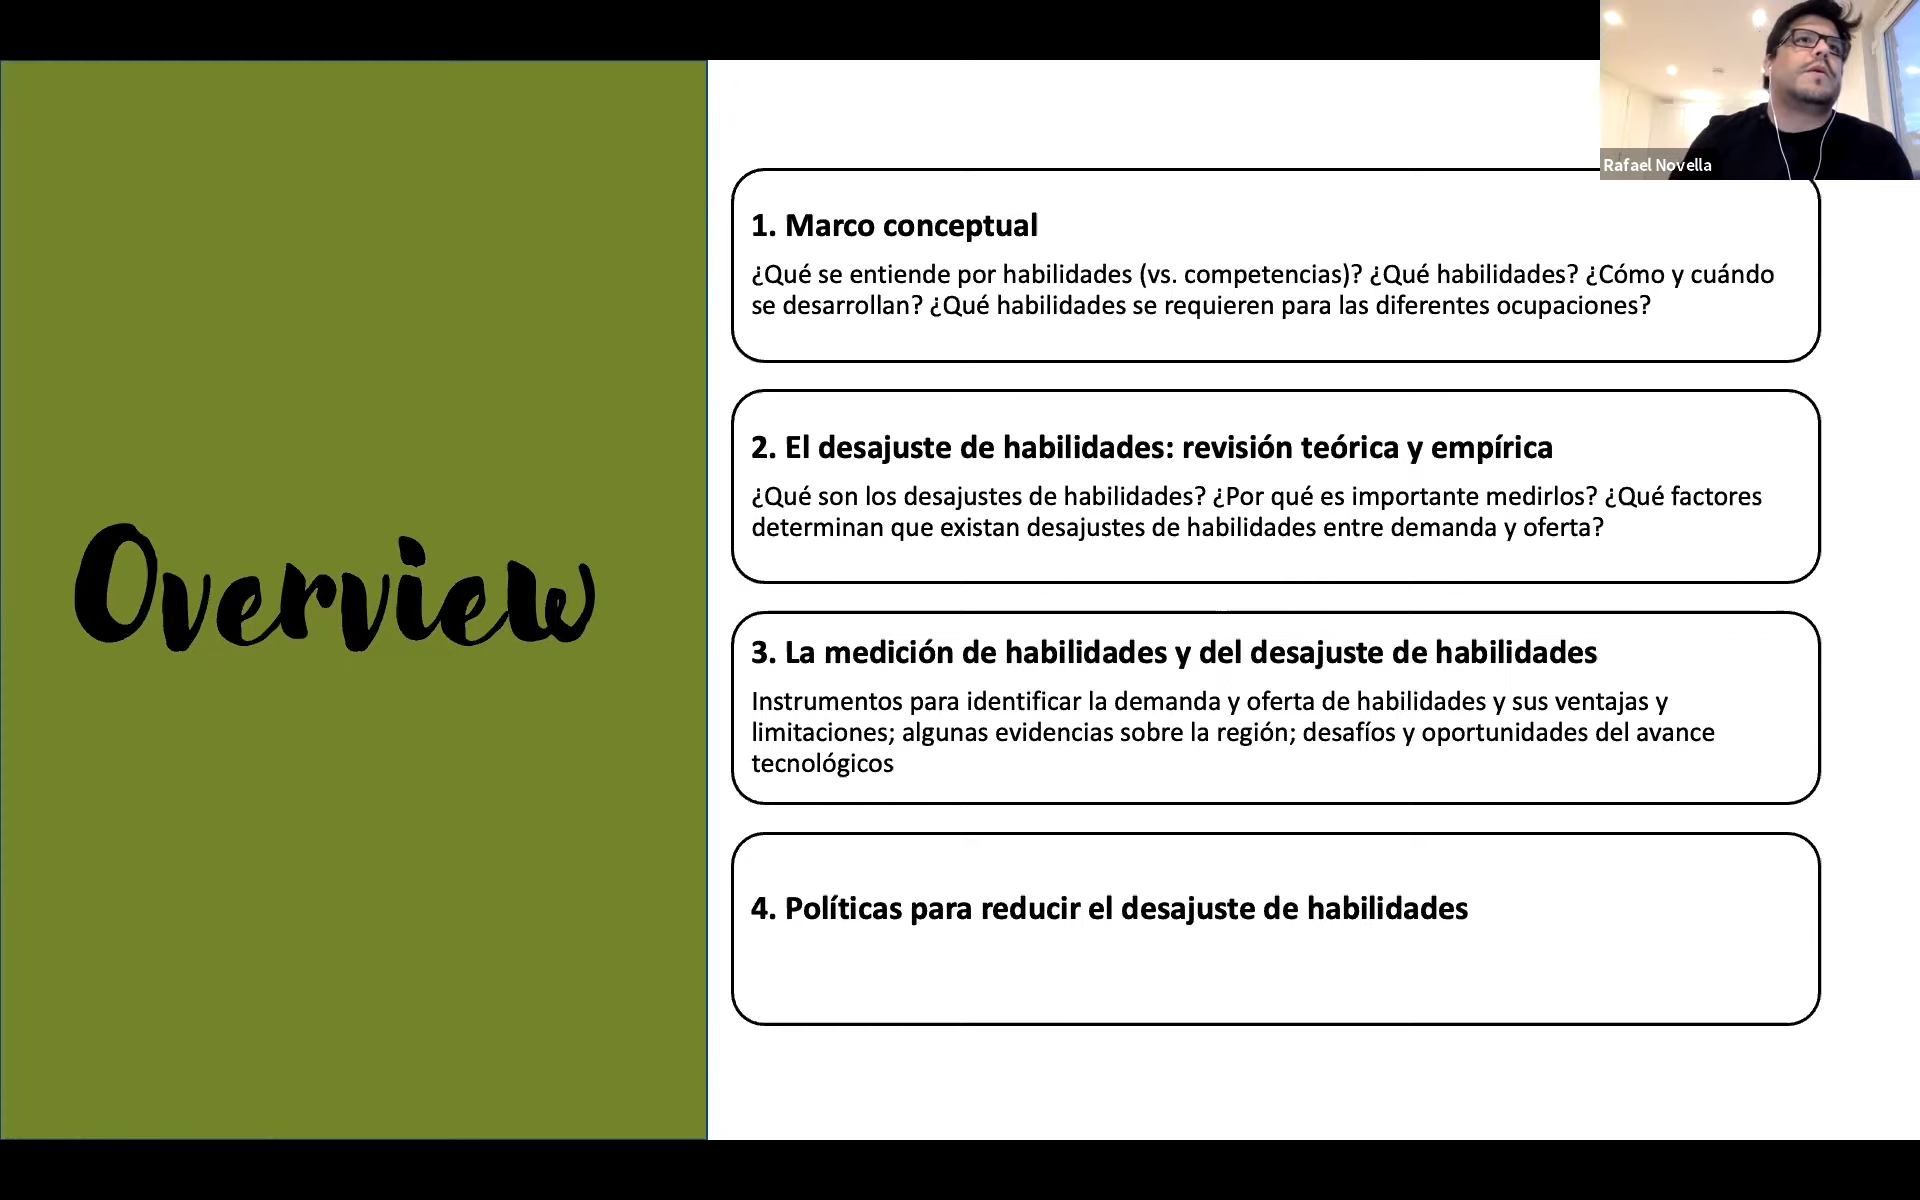 Rafael Novella
Overview
1. Marco conceptual
¿Qué se entiende por habilidades (vs. competencias)? ¿Qué habilidades? ¿Cómo y cuándo
se desarrollan? ¿Qué habilidades se requieren para las diferentes ocupaciones?
2. El desajuste de habilidades: revisión teórica y empírica
¿Qué son los desajustes de habilidades? ¿Por qué es importante medirlos? ¿Qué factores
determinan que existan desajustes de habilidades entre demanda y oferta?
3. La medición de habilidades y del desajuste de habilidades
Instrumentos para identificar la demanda y oferta de habilidades y sus ventajas y
limitaciones; algunas evidencias sobre la región; desafíos y oportunidades del avance
tecnológicos
4. Políticas para reducir el desajuste de habilidades